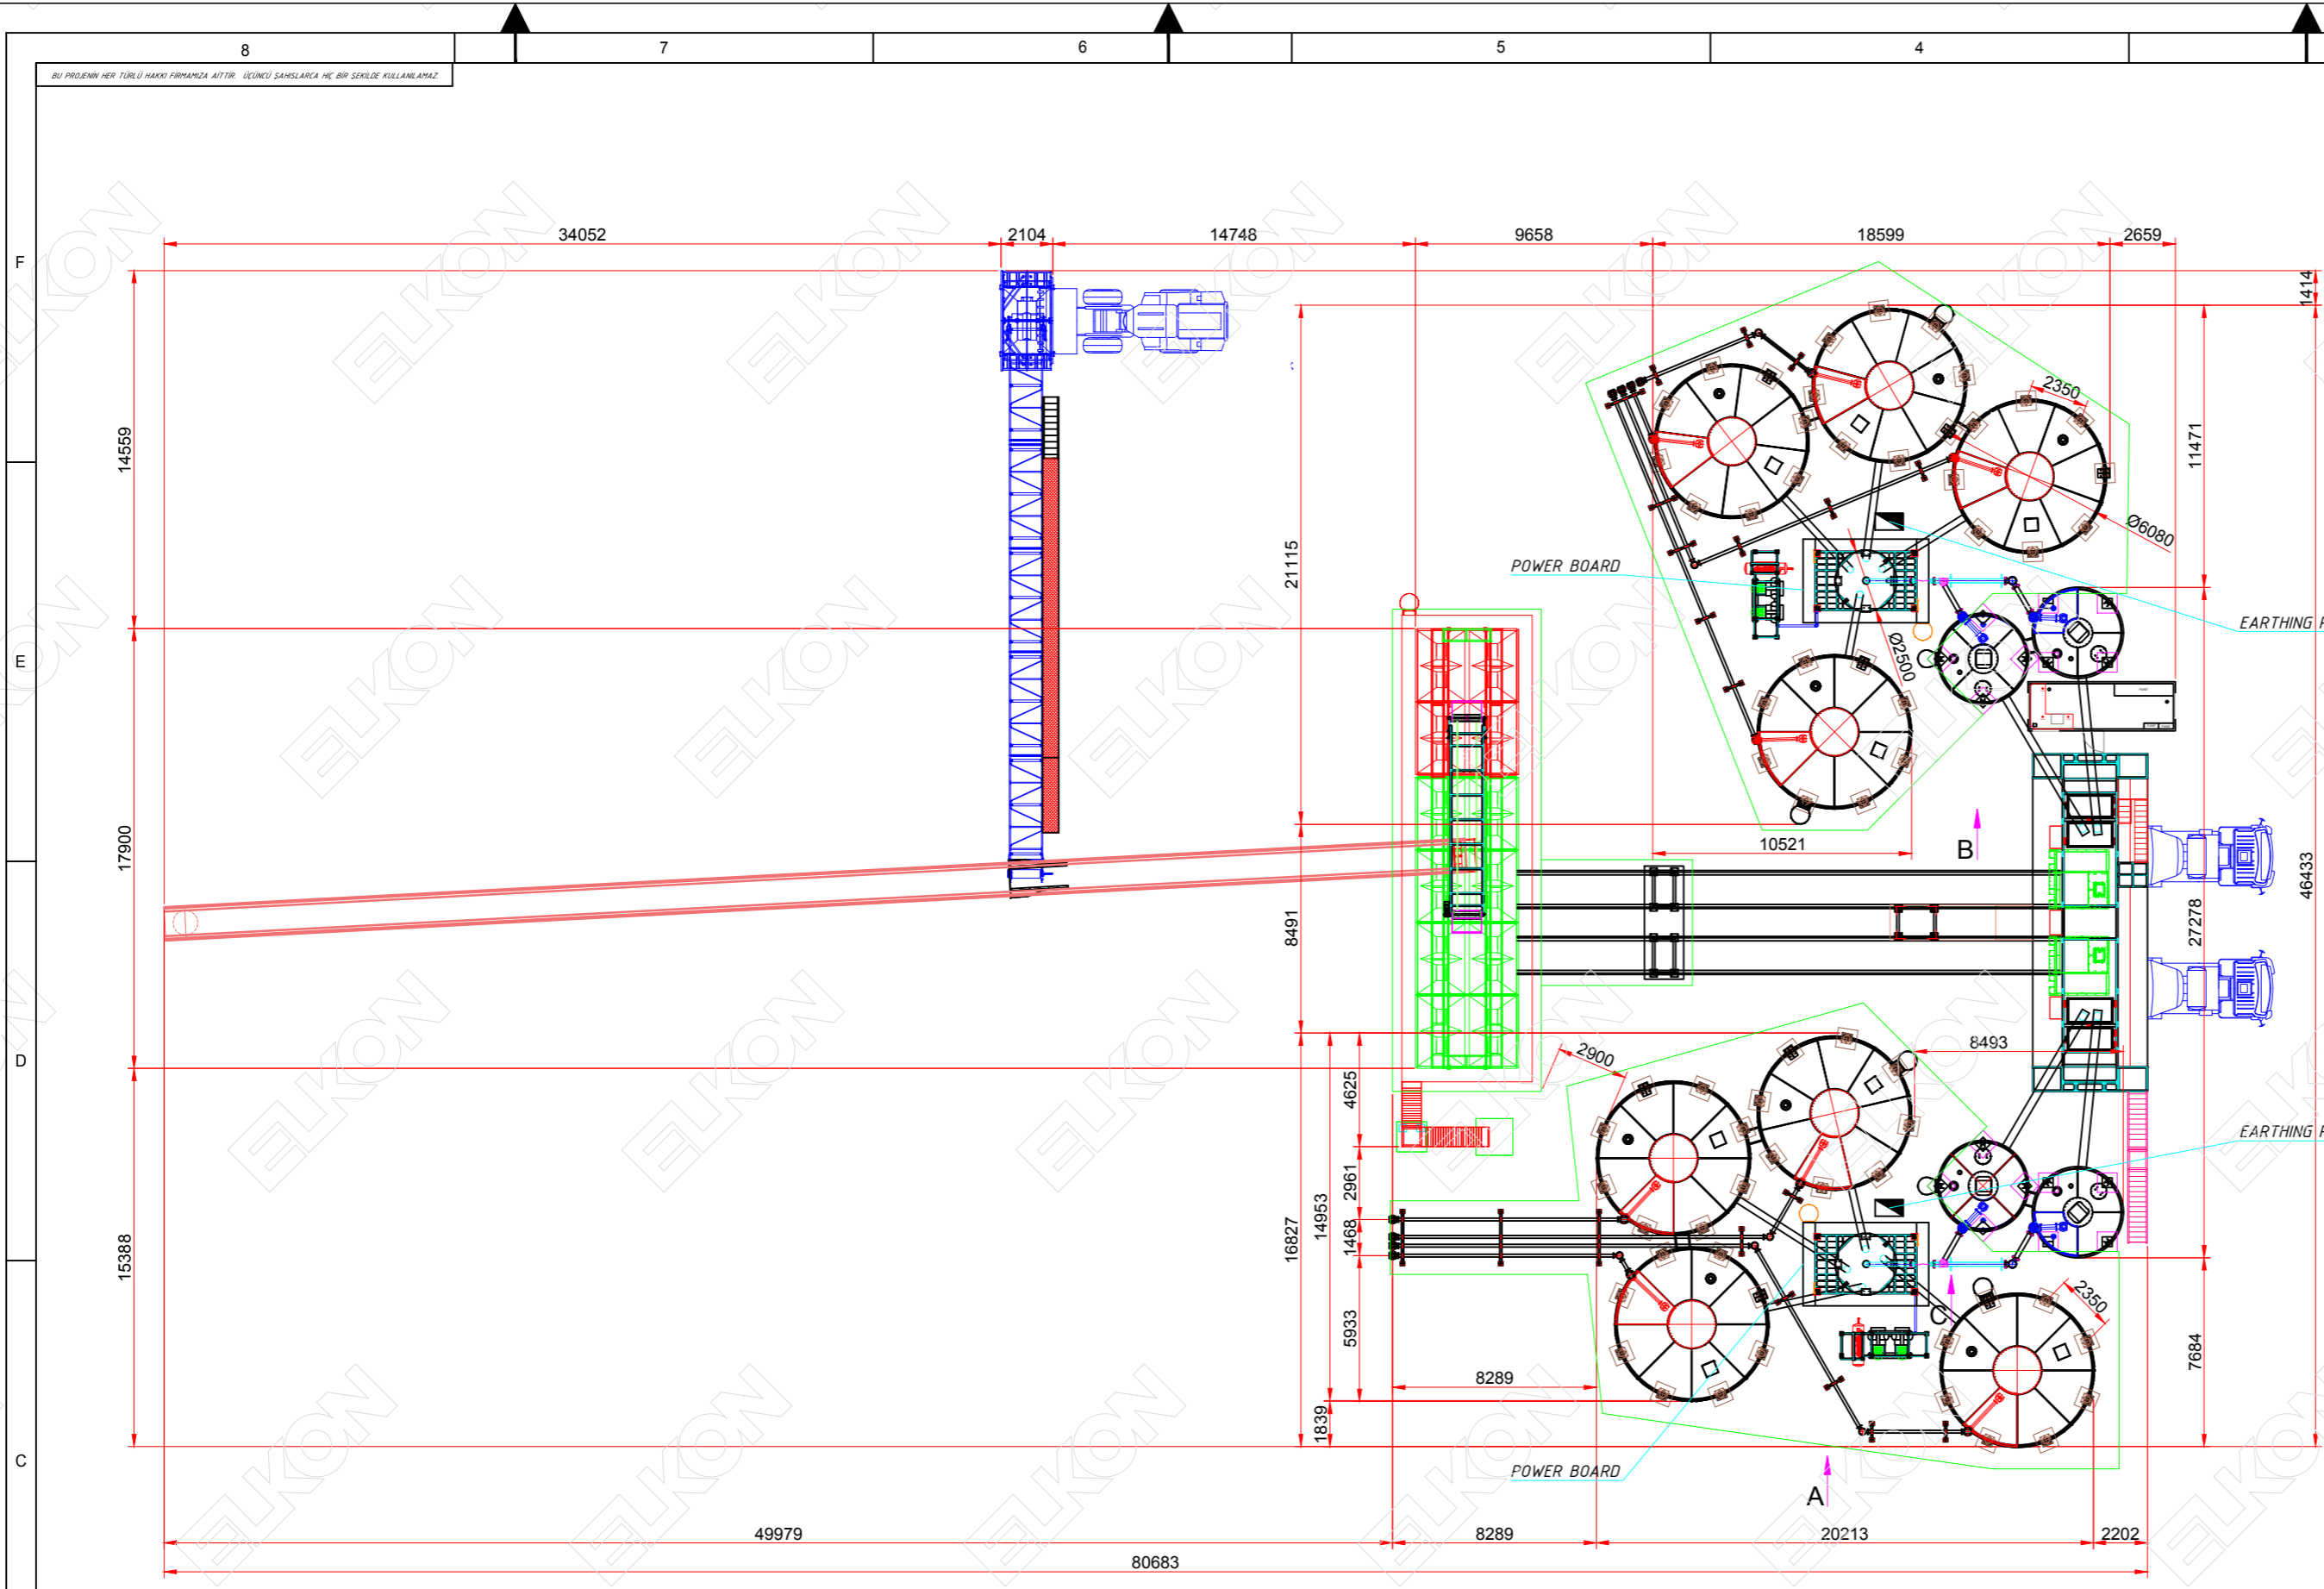 8 7 6 5 4
BU PROJENİN HER TÜRLÜ HAKKI FİRMAMIZA AİTTİR. ÜÇÜNCÜ ŞAHISLARCA HİÇ BİR ŞEKİLDE KULLANILAMAZ.
34052 2104 14748 9658 18599 2659
F
1414
2350
14559
11471
Ø6080
21115
POWER BOARD
EARTHING
E
Ø2500
17900
10521
B
46433
8491
27278
D
2900
8493
4625
EARTHING
2961
14953
16827
1468
15388
2350
C
5933
7684
8289
1839
C
POWER BOARD
A
49979 8289 20213 2202
80683
ELKON